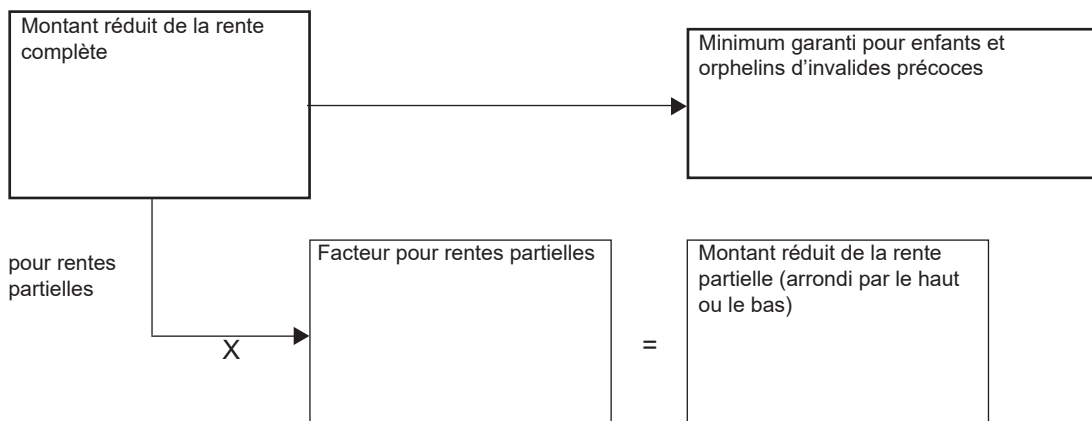 Montant réduit de la rente
complète
Minimum garanti pour enfants et
orphelins d'invalides précoces
pour rentes
partielles
X
Facteur pour rentes partielles
=
Montant réduit de la rente
partielle (arrondi par le haut
ou le bas)